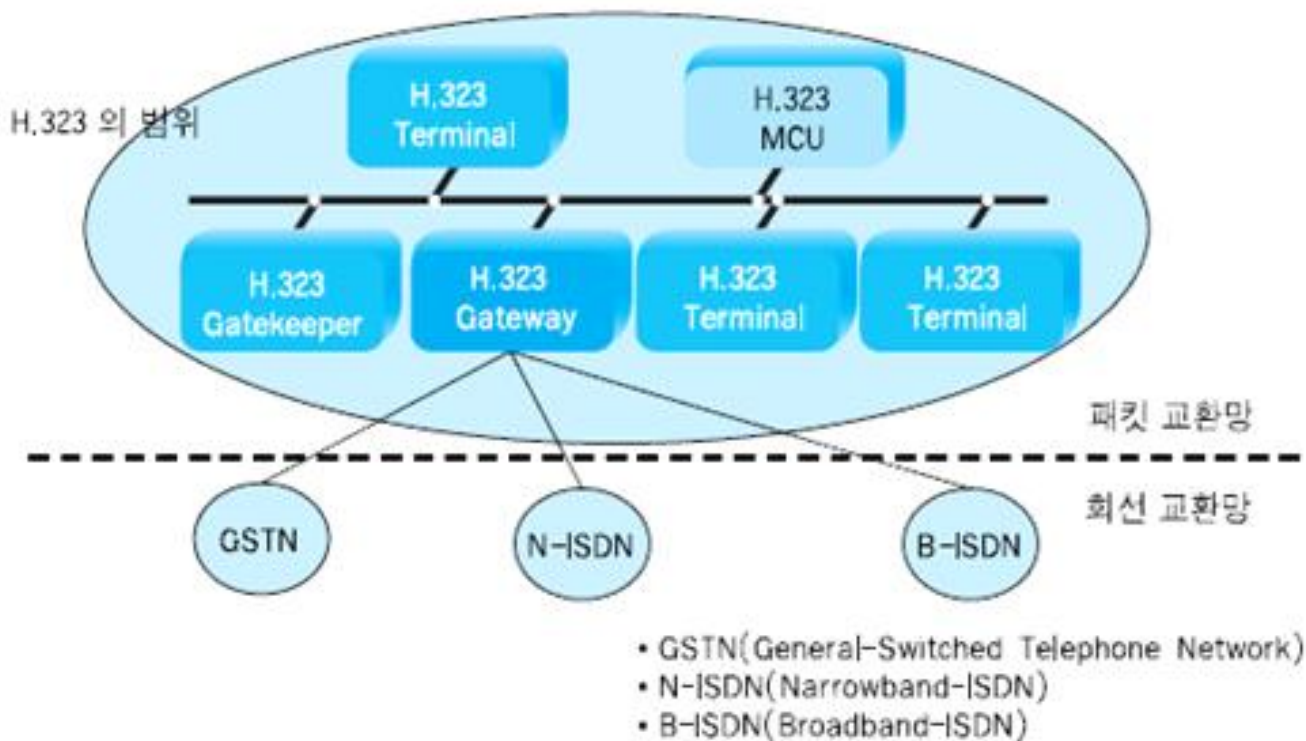 H.323
Terminal
H.323
MCU
H.323 의 범위
H.323
Gatekeeper
H.323
Gateway
H.323
Terminal
H.323
Terminal
패킷 교환망
회선 교환망
GSTN
N-ISDN
B-ISDN
• GSTN(General-Switched Telephone Network)
• N-ISDN(Narrowband-ISDN)
• B-ISDN(Broadband-ISDN)